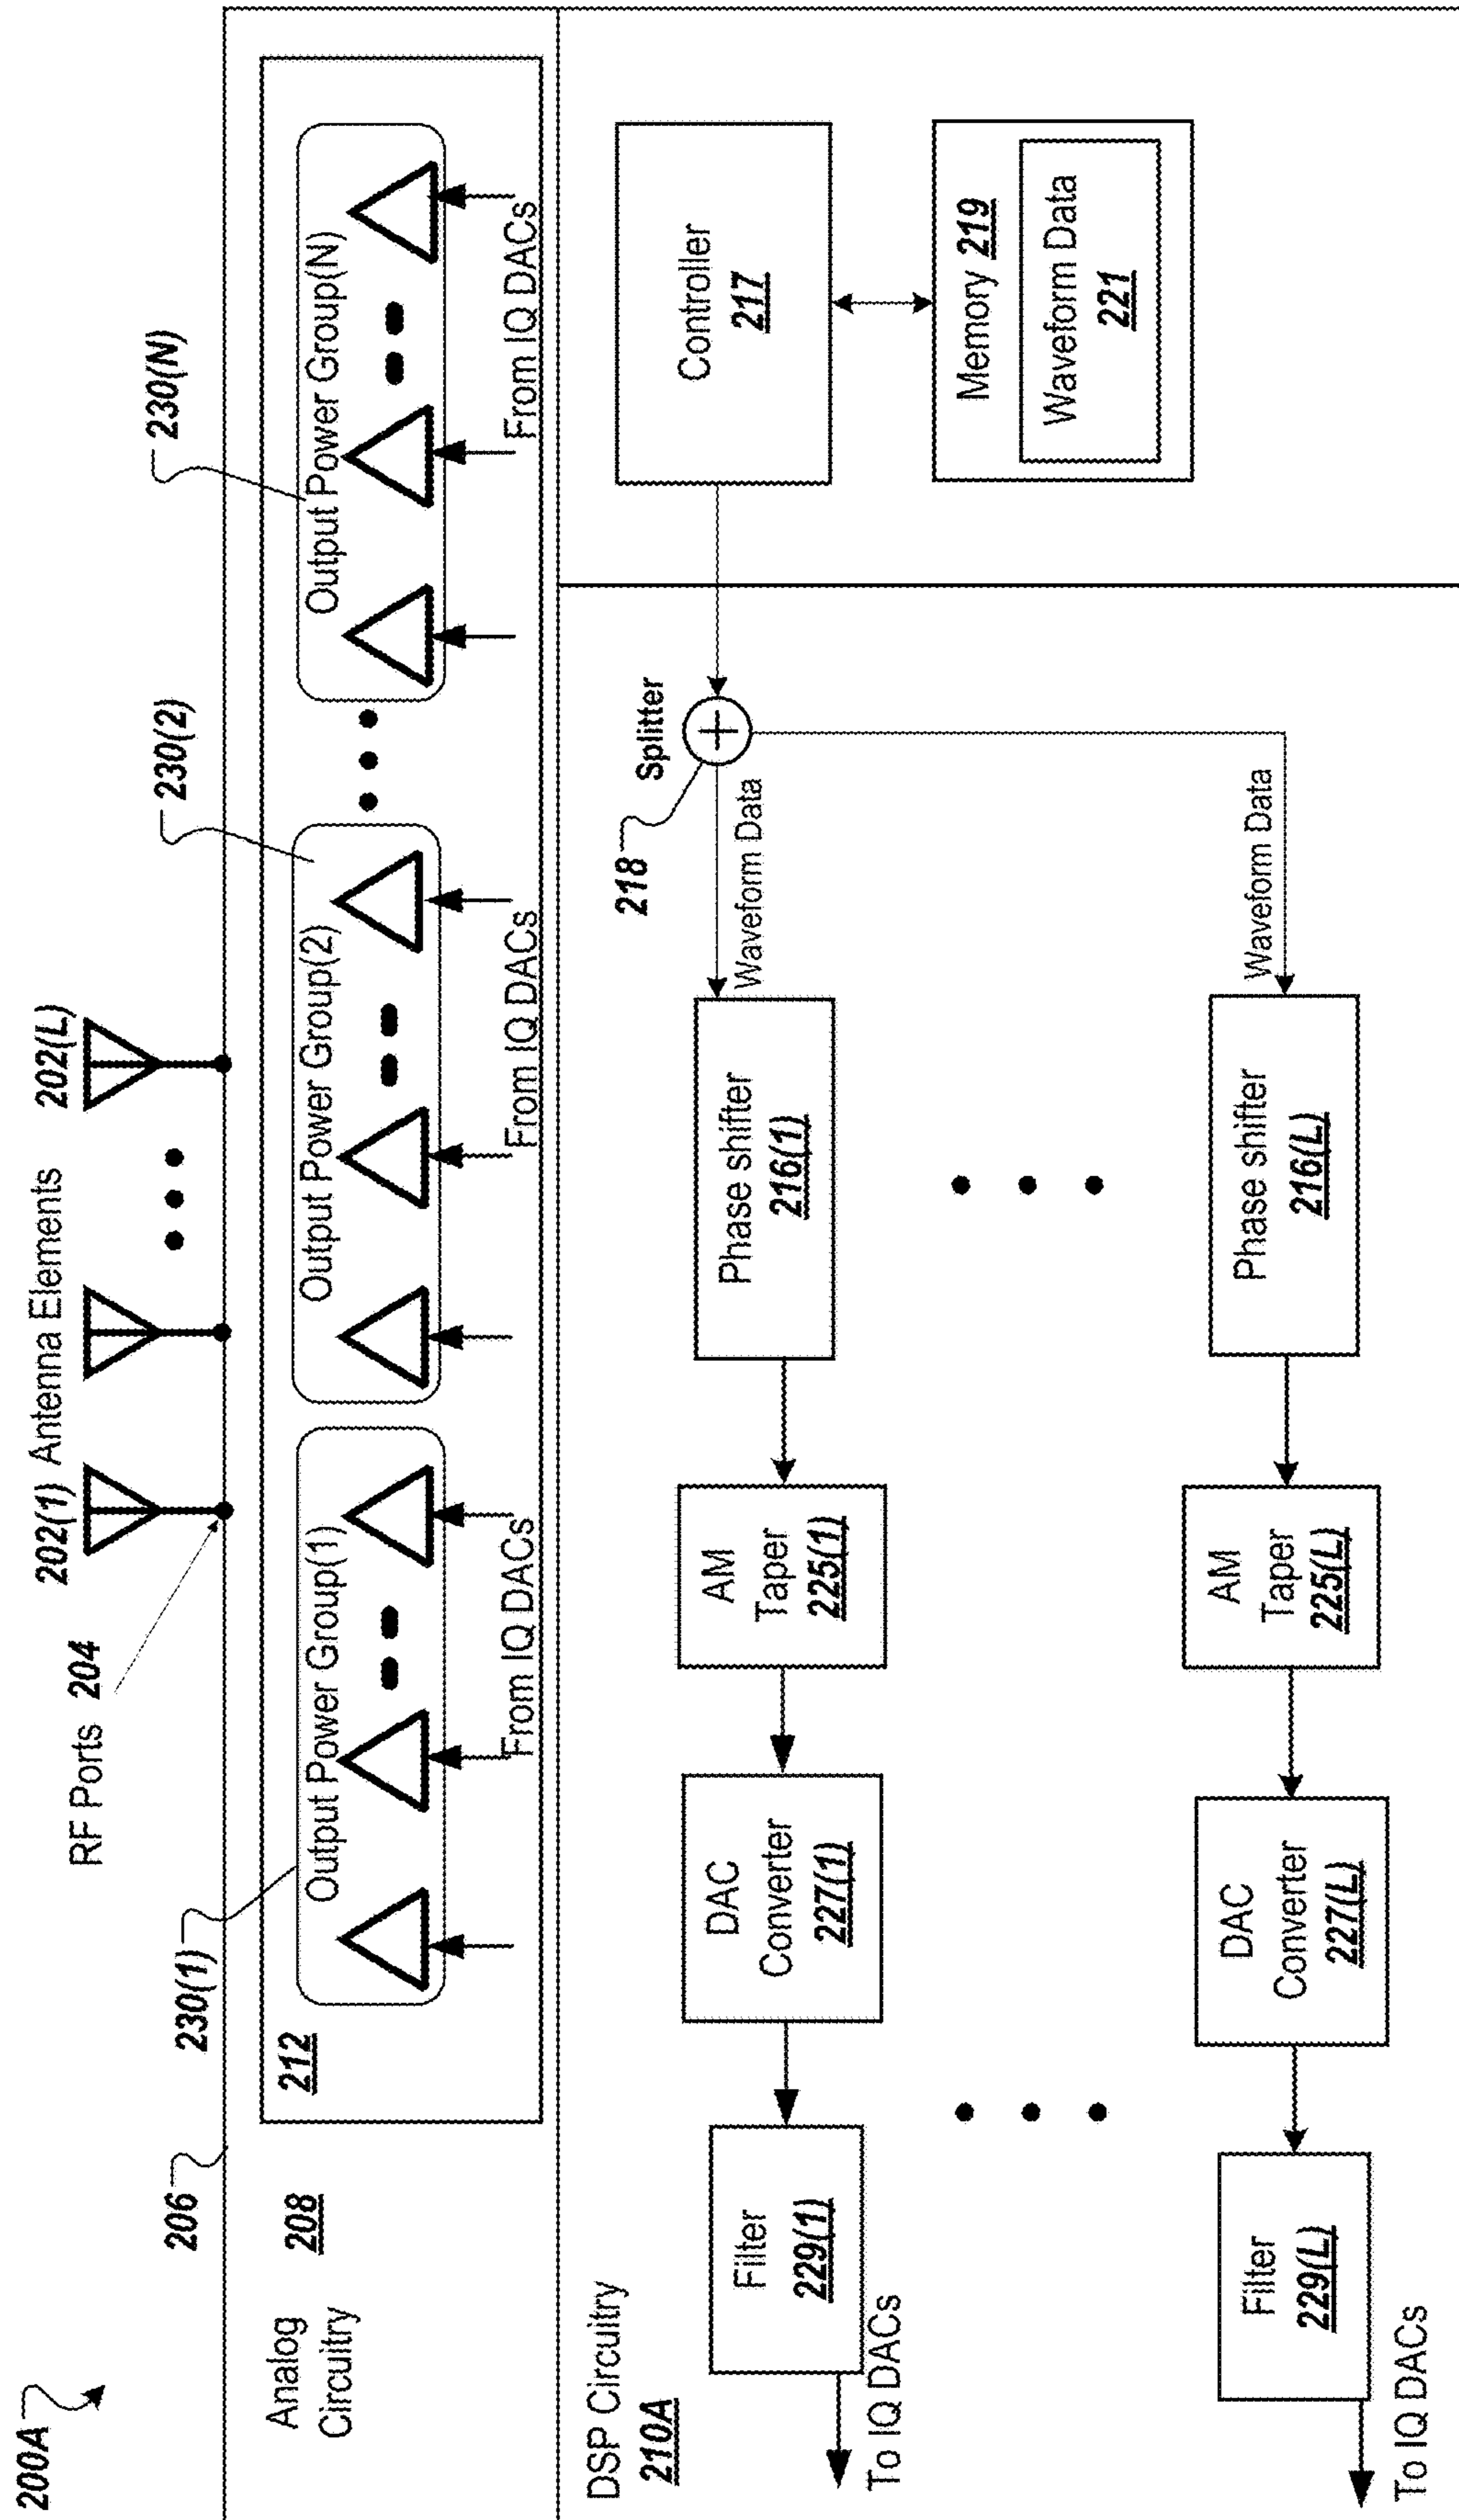 200A
202(1) Antenna Elements 202(L)
RF Ports 204
206
230(1)
230(2)
230(N)
Analog
Circuitry
208
212
Output Power Group(1)
From IQ DACs
Output Power Group(2)
From IQ DACs
Output Power Group(N)
From IQ DACs
DSP Circuitry
210A
To IQ DACs
Filter
229(1)
DAC
Converter
227(1)
AM
Taper
225(1)
Phase shifter
216(1)
Waveform Data
218
Splitter
Controller
217
Memory 219
Waveform Data
221
To IQ DACs
Filter
229(L)
DAC
Converter
227(L)
AM
Taper
225(L)
Phase shifter
216(L)
Waveform Data